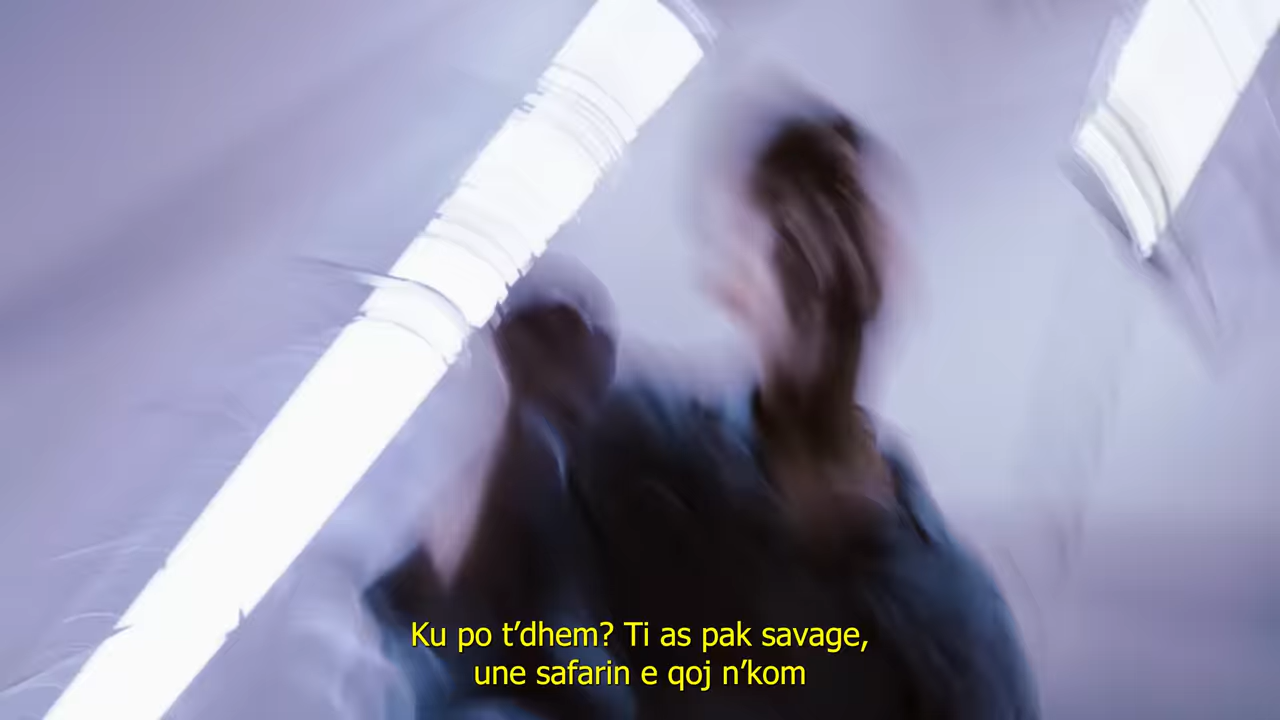 Ku po t’dhem? Ti as pak savage,
une safarin e qoj n’kom